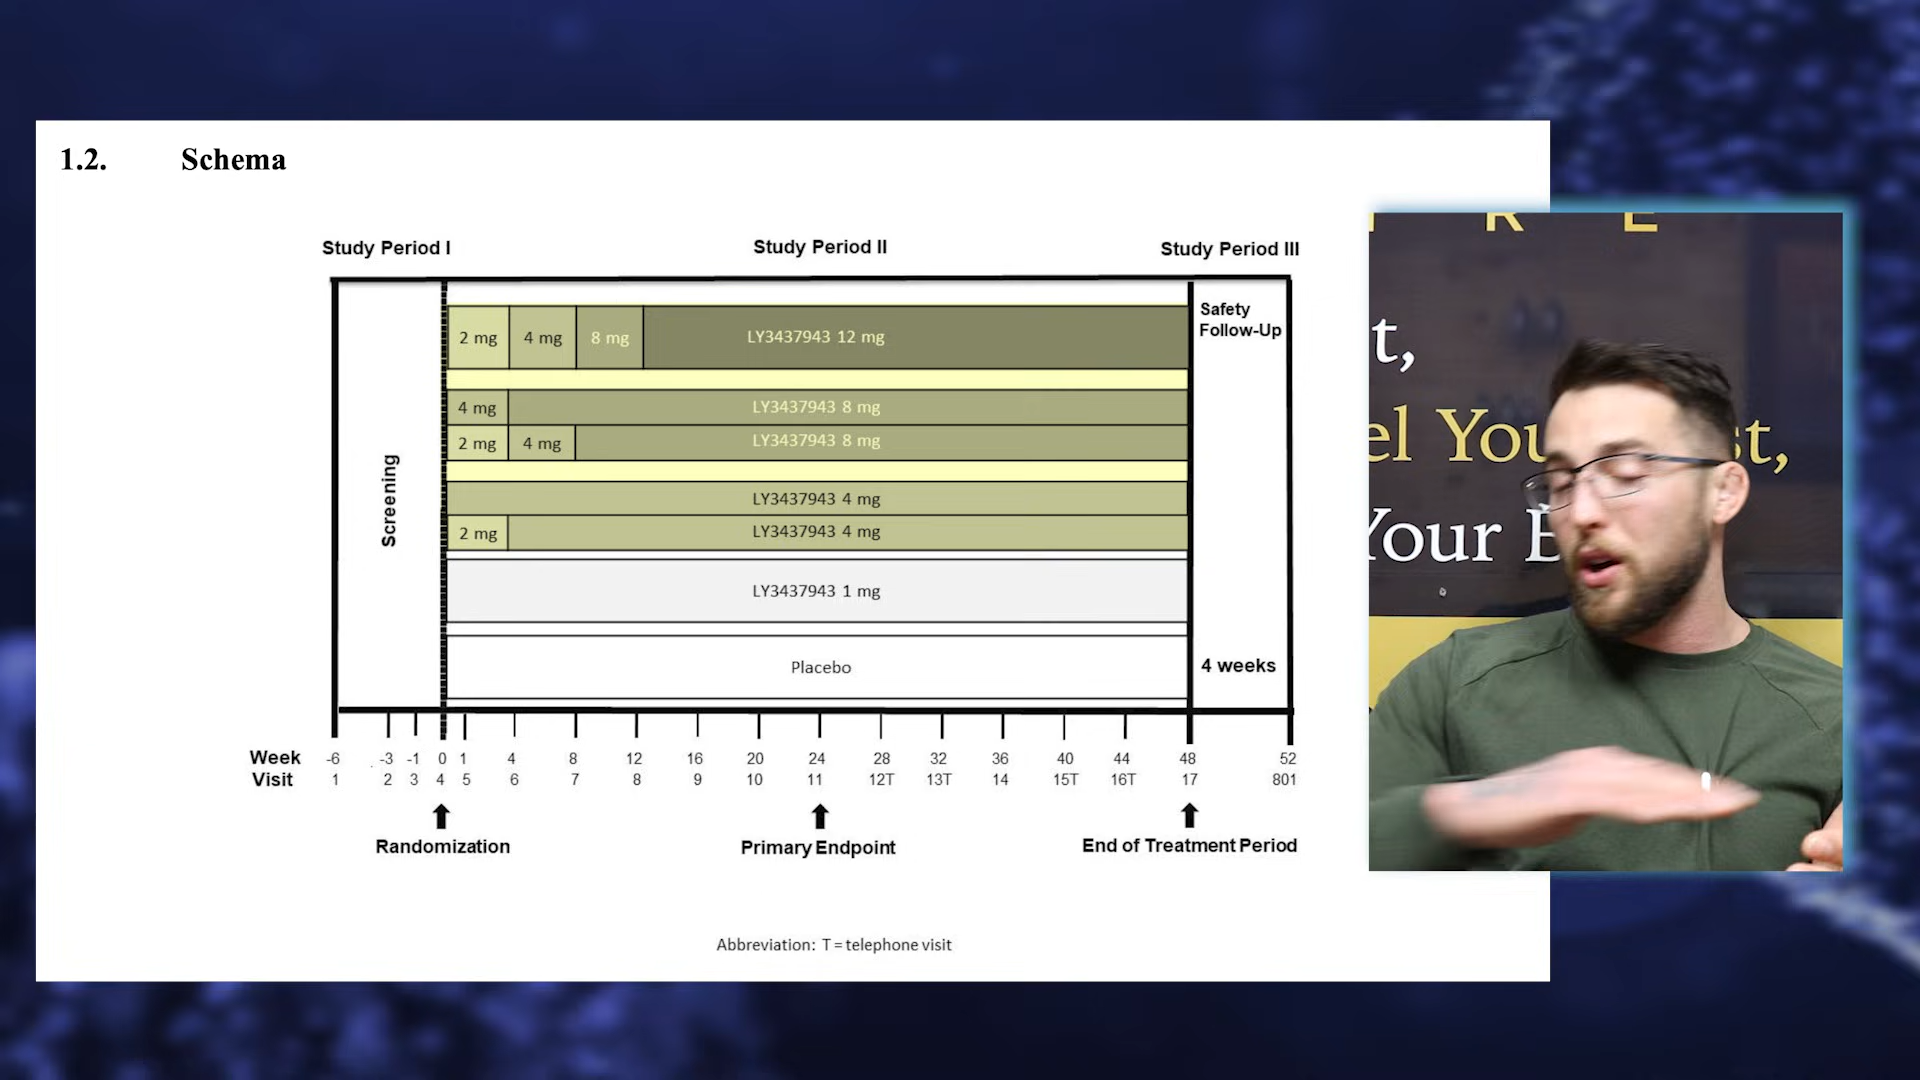 1.2. Schema
Study Period I Study Period II Study Period III
2 mg 4 mg 8 mg LY3437943 12 mg
Safety
Follow-Up
4 mg LY3437943 8 mg
2 mg 4 mg LY3437943 8 mg
Screening
LY3437943 4 mg
2 mg LY3437943 4 mg
LY3437943 1 mg
Placebo
4 weeks
Week -6 -3 -1 0 1 4 8 12 16 20 24 28 32 36 40 44 48 52
Visit 1 2 3 4 5 6 7 8 9 10 11 12T 13T 14 15T 16T 17 801
Randomization Primary Endpoint End of Treatment Period
Abbreviation: T = telephone visit
R E
t,
el You st,
Your B